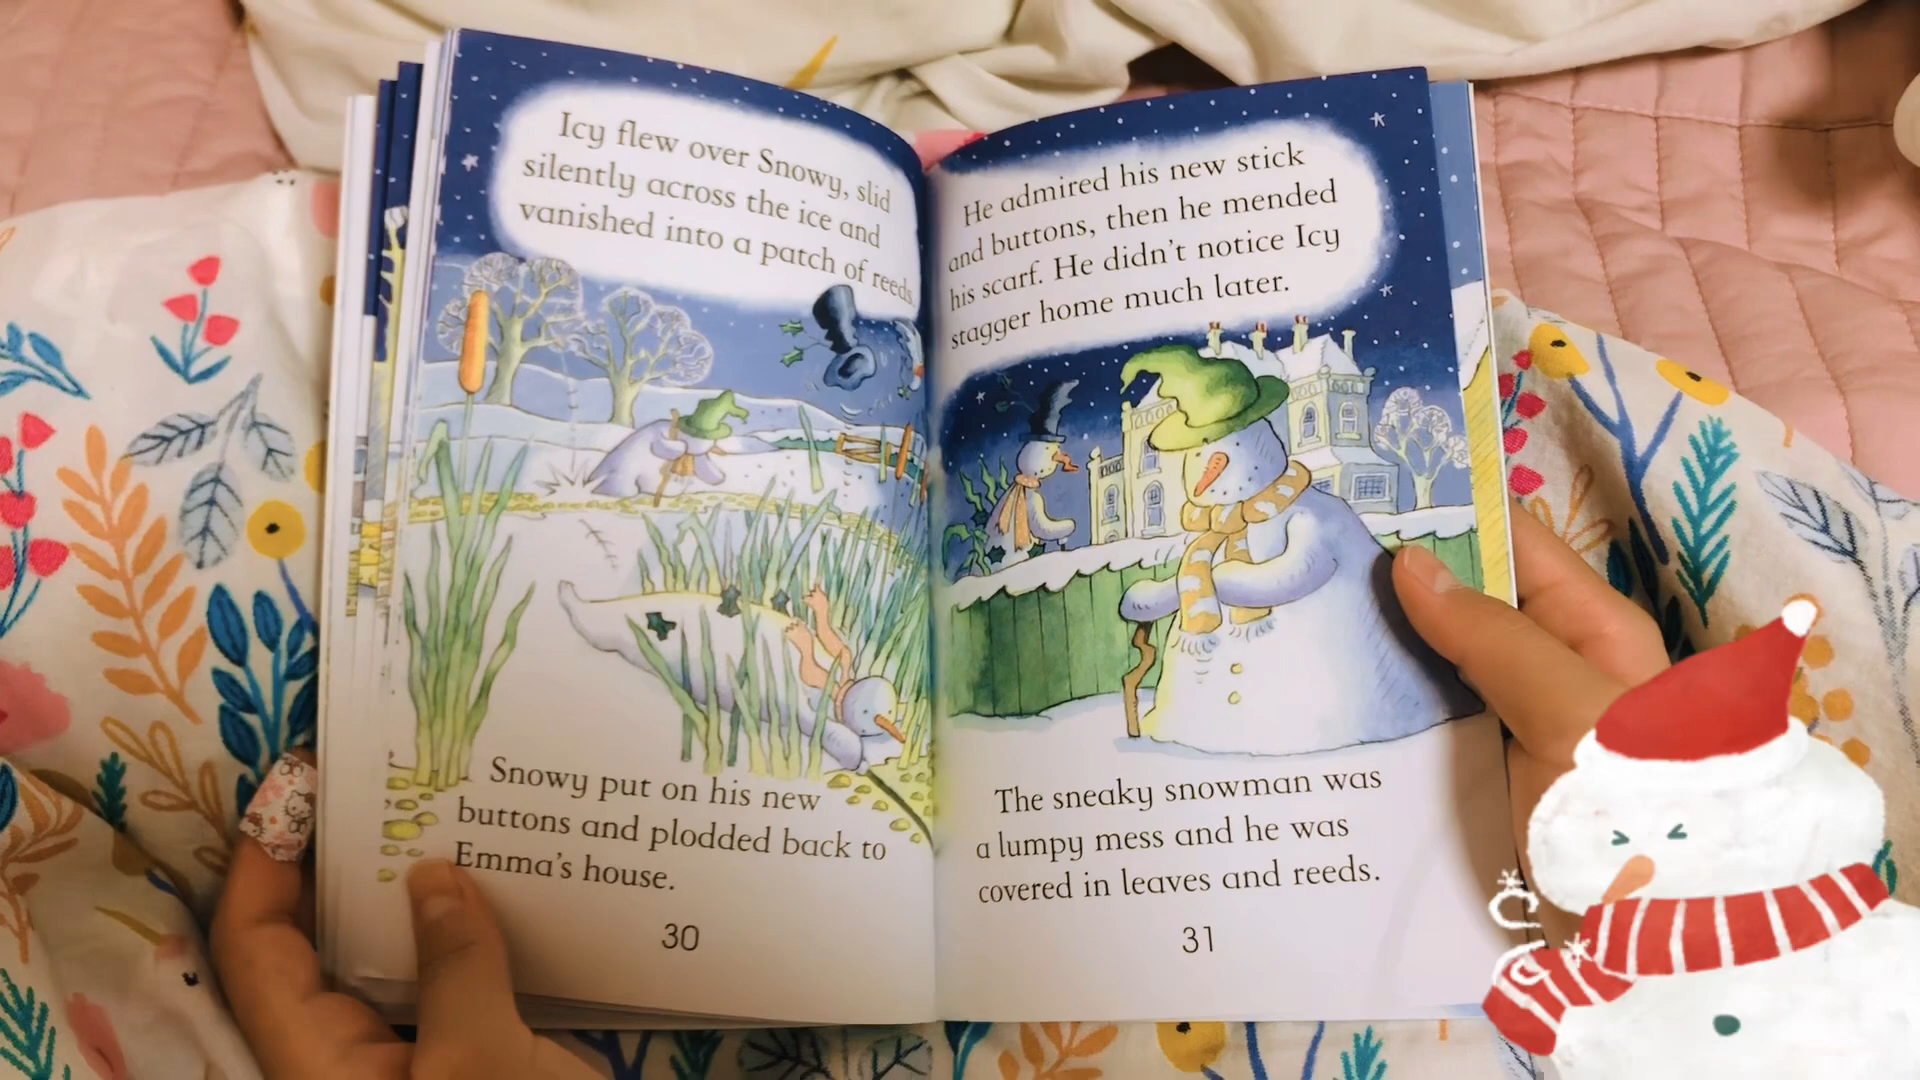 Icy flew over Snowy, slid
silently across the ice and
vanished into a patch of reeds.
Snowy put on his new
buttons and plodded back to
Emma's house.
30
He admired his new stick
and buttons, then he mended
his scarf. He didn't notice Icy
stagger home much later.
The sneaky snowman was
a lumpy mess and he was
covered in leaves and reeds.
31